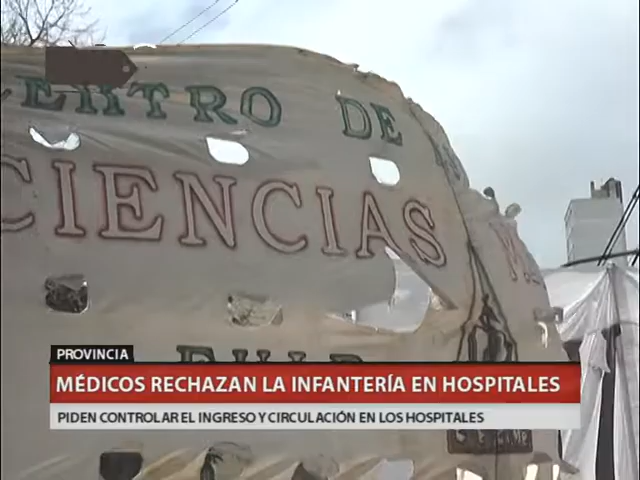 CENTRO DE
CIENCIAS
PROVINCIA
MÉDICOS RECHAZAN LA INFANTERÍA EN HOSPITALES
PIDEN CONTROLAR EL INGRESO Y CIRCULACIÓN EN LOS HOSPITALES